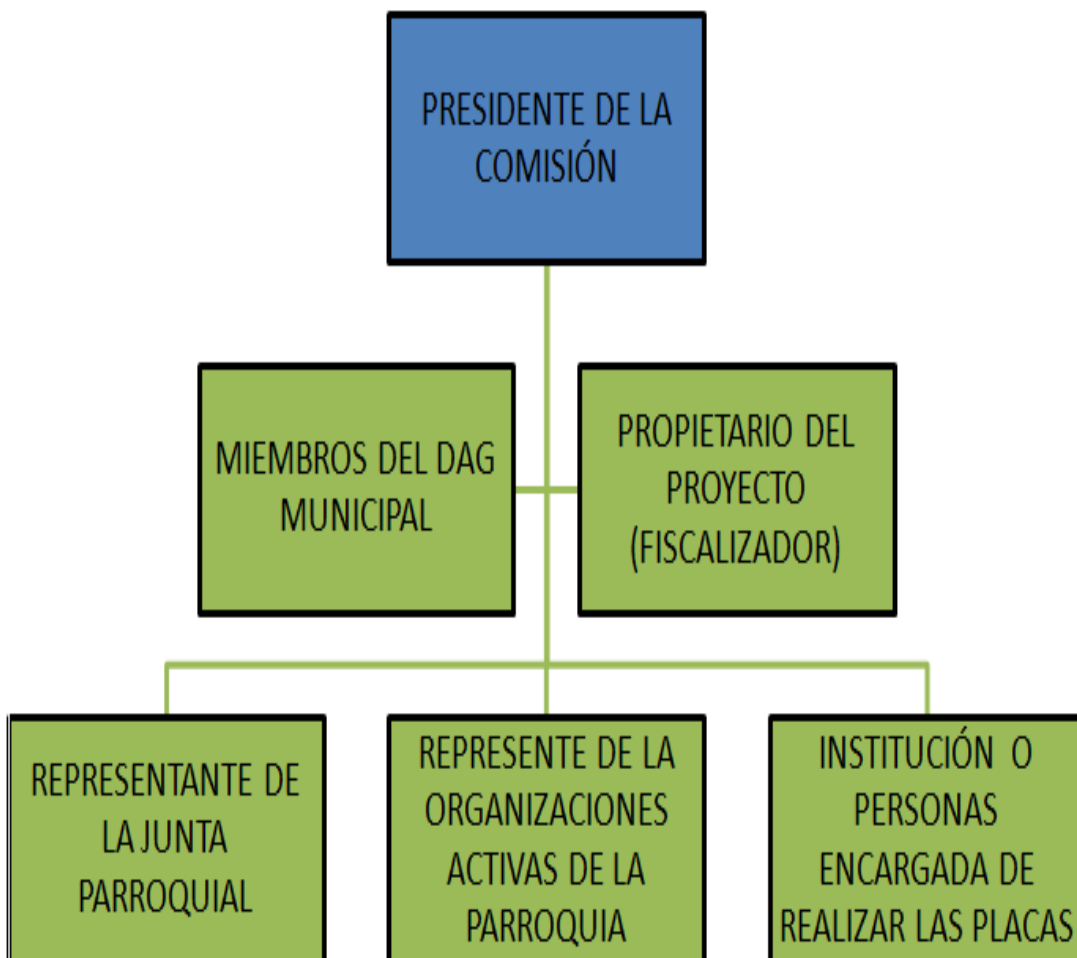 PRESIDENTE DE LA
COMISIÓN
MIEMBROS DEL DAG
MUNICIPAL
PROPIETARIO DEL
PROYECTO
(FISCALIZADOR)
REPRESENTANTE DE
LA JUNTA
PARROQUIAL
REPRESENTE DE LA
ORGANIZACIONES
ACTIVAS DE LA
PARROQUIA
INSTITUCIÓN O
PERSONAS
ENCARGADA DE
REALIZAR LAS PLACAS